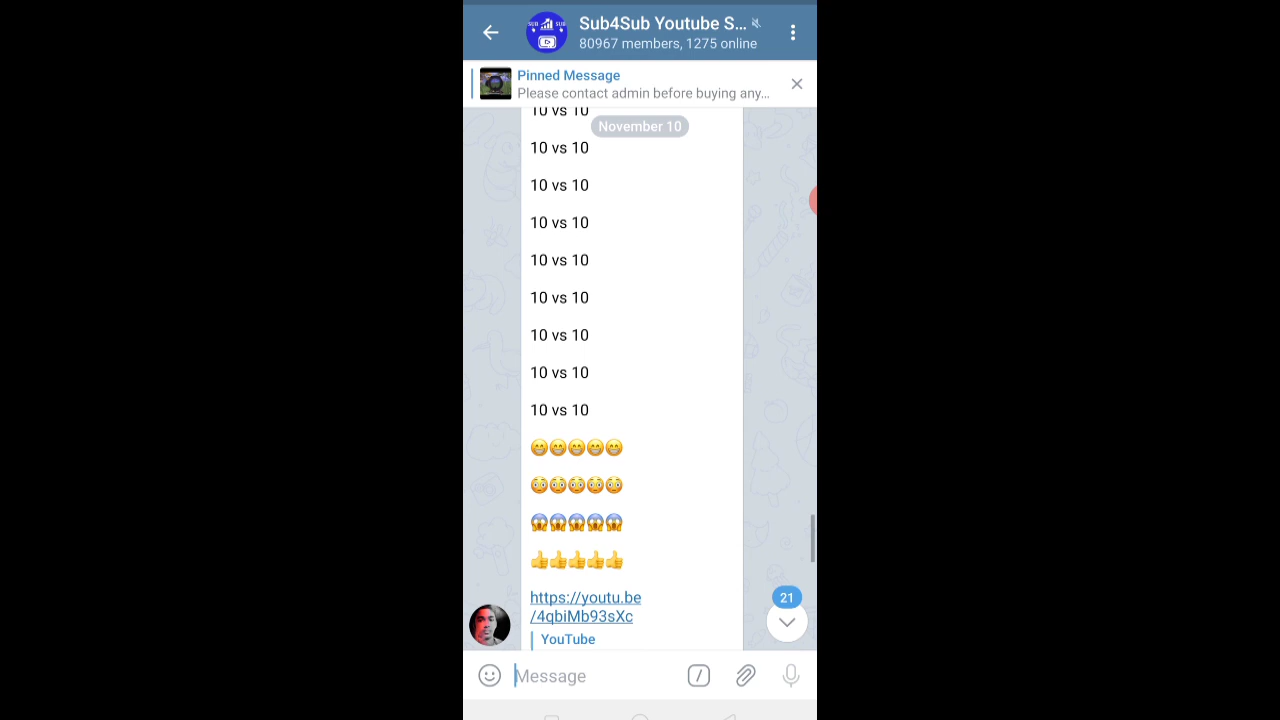 Sub4Sub Youtube S...
80967 members, 1275 online
SUB SUB
Pinned Message
Please contact admin before buying any...
10 vs 10
November 10
10 vs 10
10 vs 10
10 vs 10
10 vs 10
10 vs 10
10 vs 10
10 vs 10
10 vs 10
😁😁😁😁😁
😳😳😳😳😳
😱😱😱😱😱
👍👍👍👍👍
https://youtu.be
/4qbiMb93sXc
21
YouTube
Message